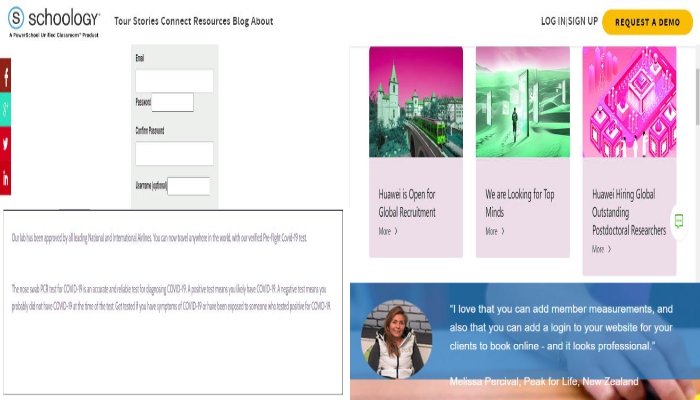 schoology®
A PowerSchool Unified Classroom™ Product
Tour Stories Connect Resources Blog About
LOG IN|SIGN UP
REQUEST A DEMO
Email
Password
Confirm Password
Username (optional)
Our lab has been approved by all leading National and International Airlines. You can now travel anywhere in the world, with our verified Pre-Flight Covid-19 test.
The nose swab PCR test for COVID-19 is an accurate and reliable test for diagnosing COVID-19. A positive test means you likely have COVID-19. A negative test means you
probably did not have COVID-19 at the time of the test. Get tested if you have symptoms of COVID-19 or have been exposed to someone who tested positive for COVID-19.
Huawei is Open for
Global Recruitment
More >
We are Looking for Top
Minds
More >
Huawei Hiring Global
Outstanding
Postdoctoral Researchers
More >
“I love that you can add member measurements, and
also that you can add a login to your website for your
clients to book online - and it looks professional.”
Melissa Percival, Peak for Life, New Zealand